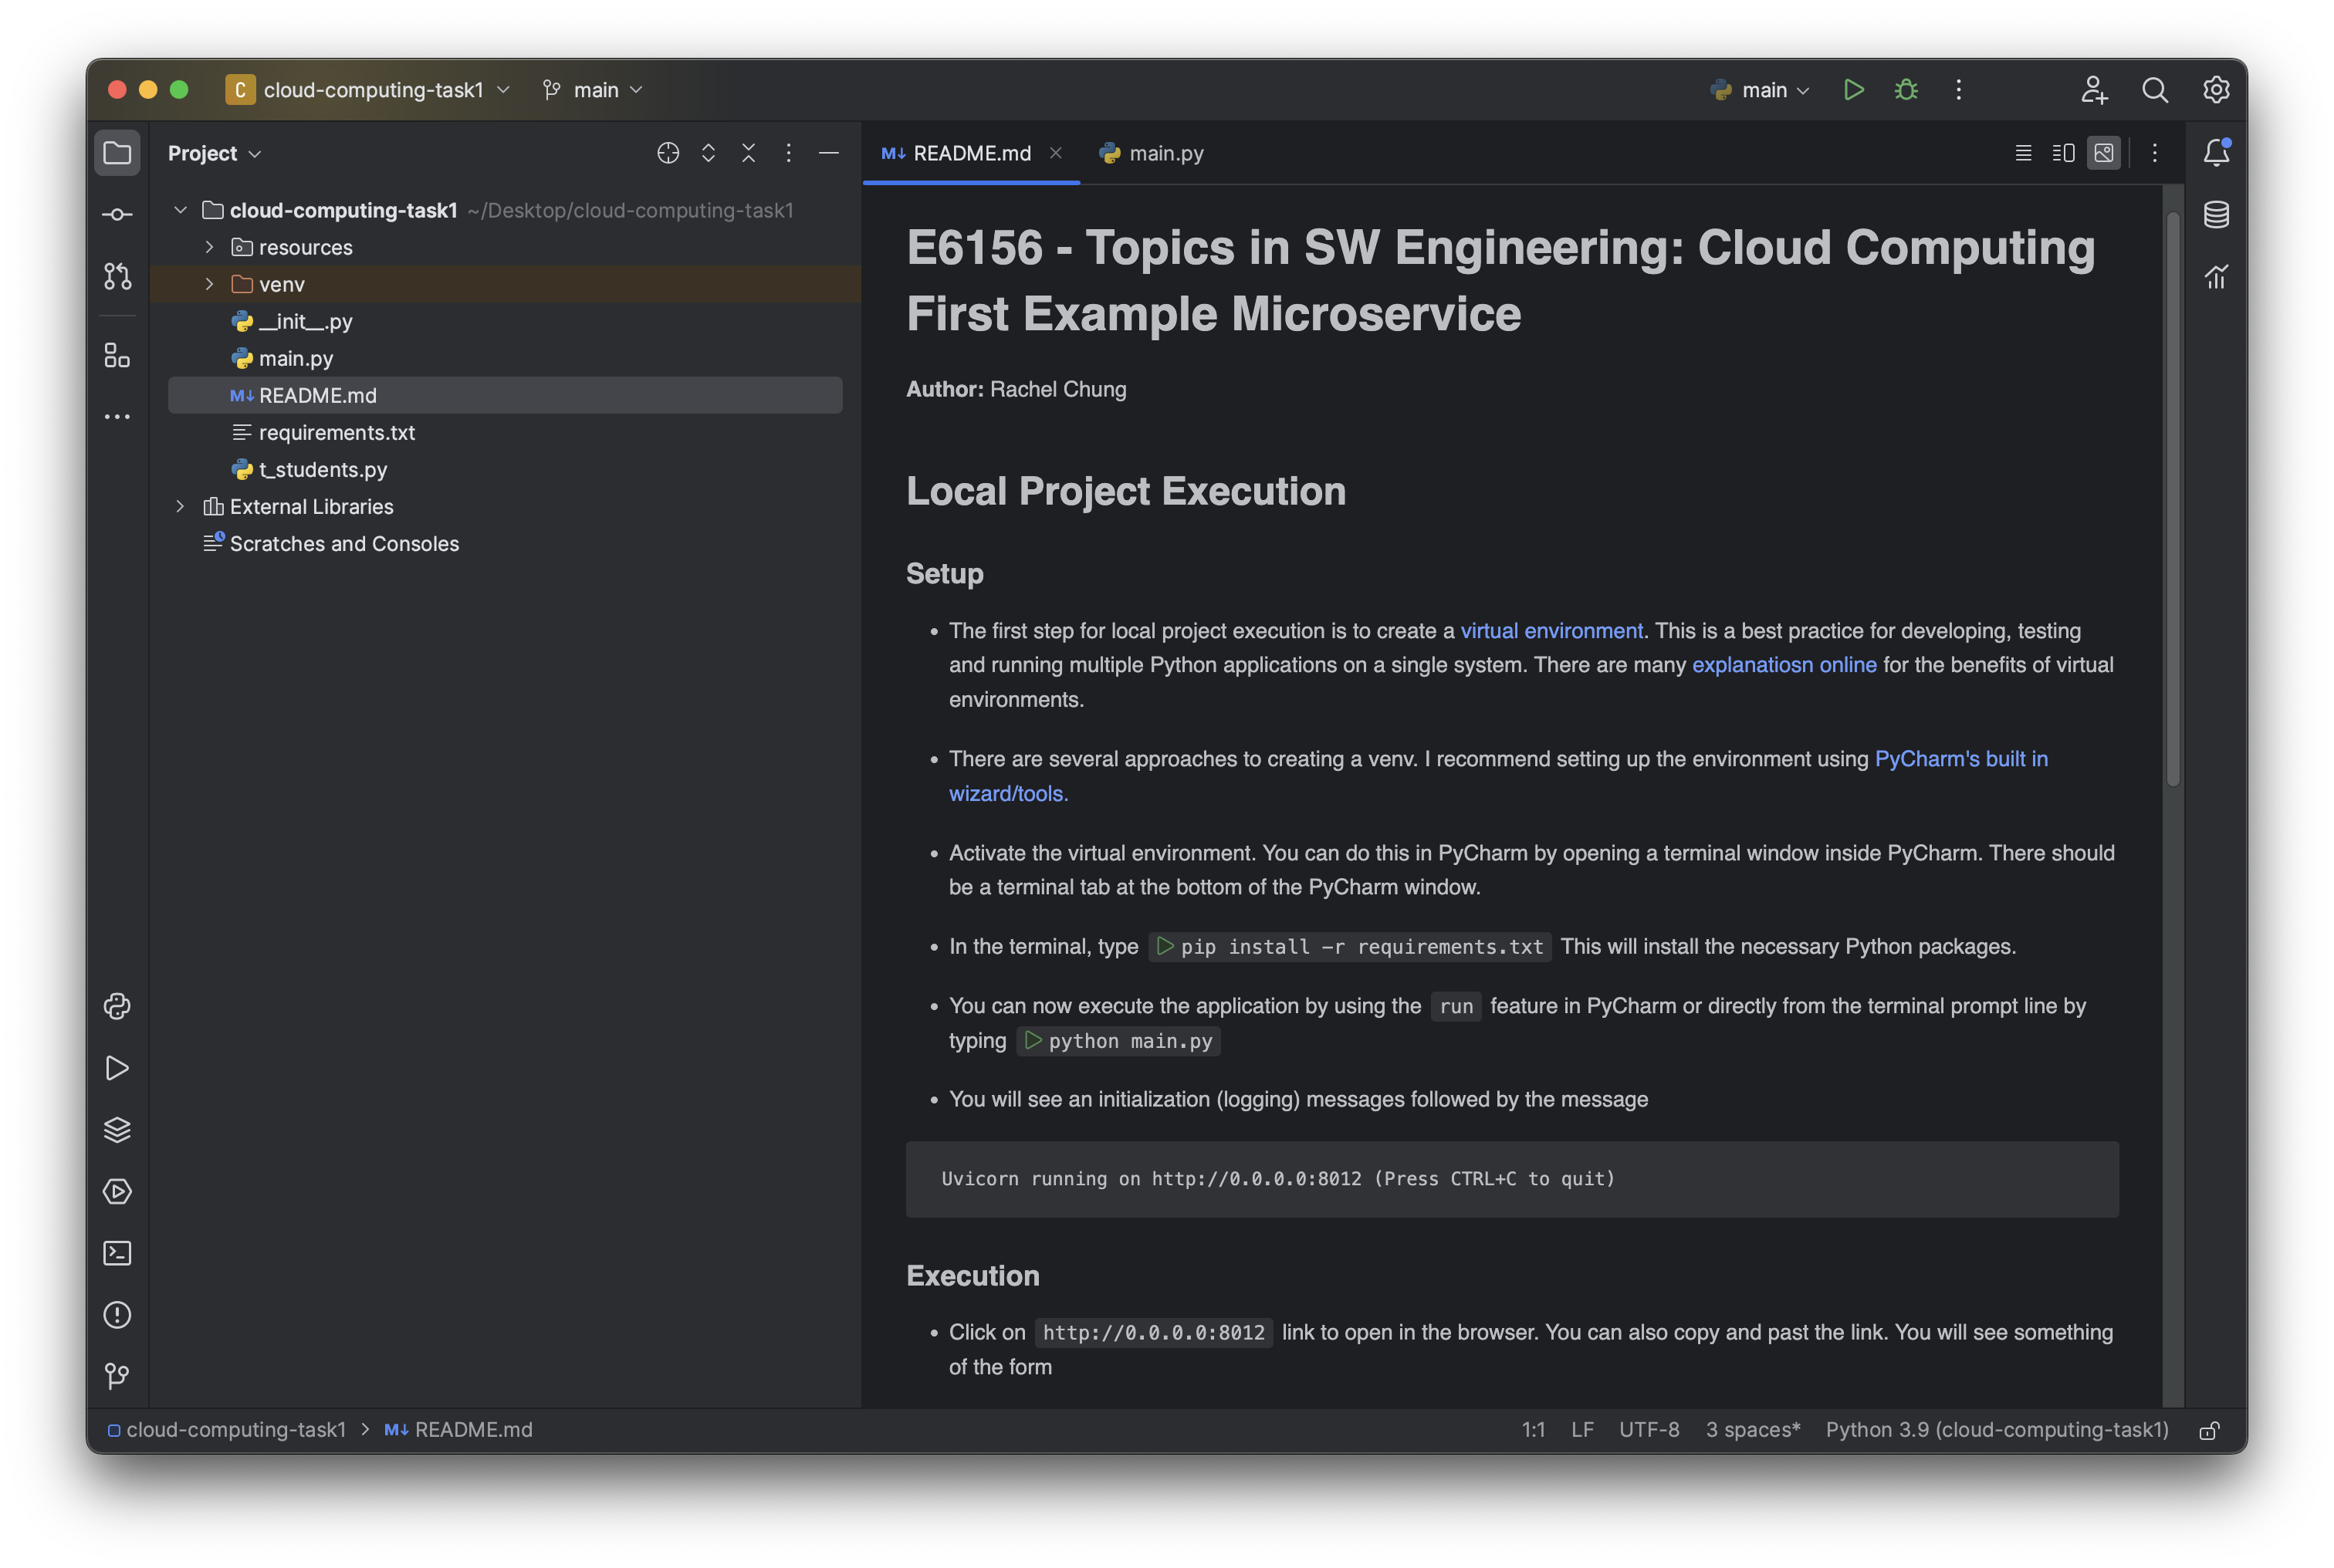 C cloud-computing-task1 main main
Project
README.md main.py
cloud-computing-task1 ~/Desktop/cloud-computing-task1
resources
venv
__init__.py
main.py
M↓ README.md
requirements.txt
t_students.py
External Libraries
Scratches and Consoles
E6156 - Topics in SW Engineering: Cloud Computing
First Example Microservice
Author: Rachel Chung
Local Project Execution
Setup
• The first step for local project execution is to create a virtual environment. This is a best practice for developing, testing
and running multiple Python applications on a single system. There are many explanatiosn online for the benefits of virtual
environments.
• There are several approaches to creating a venv. I recommend setting up the environment using PyCharm's built in
wizard/tools.
• Activate the virtual environment. You can do this in PyCharm by opening a terminal window inside PyCharm. There should
be a terminal tab at the bottom of the PyCharm window.
• In the terminal, type pip install -r requirements.txt This will install the necessary Python packages.
• You can now execute the application by using the run feature in PyCharm or directly from the terminal prompt line by
typing python main.py
• You will see an initialization (logging) messages followed by the message
Uvicorn running on http://0.0.0.0:8012 (Press CTRL+C to quit)
Execution
• Click on http://0.0.0.0:8012 link to open in the browser. You can also copy and past the link. You will see something
of the form
cloud-computing-task1 > M↓ README.md 1:1 LF UTF-8 3 spaces* Python 3.9 (cloud-computing-task1)